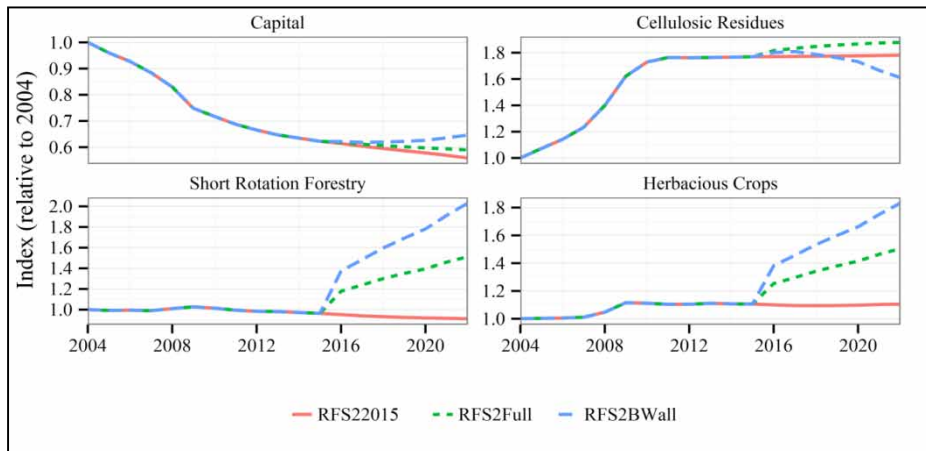 Capital
Cellulosic Residues
1.0
0.9
0.8
0.7
0.6
1.8
1.6
1.4
1.2
1.0
Index (relative to 2004)
Short Rotation Forestry
Herbacious Crops
2.0
1.8
1.6
1.4
1.2
1.0
1.8
1.6
1.4
1.2
1.0
2004 2008 2012 2016 2020
2004 2008 2012 2016 2020
RFS22015 RFS2Full RFS2BWall